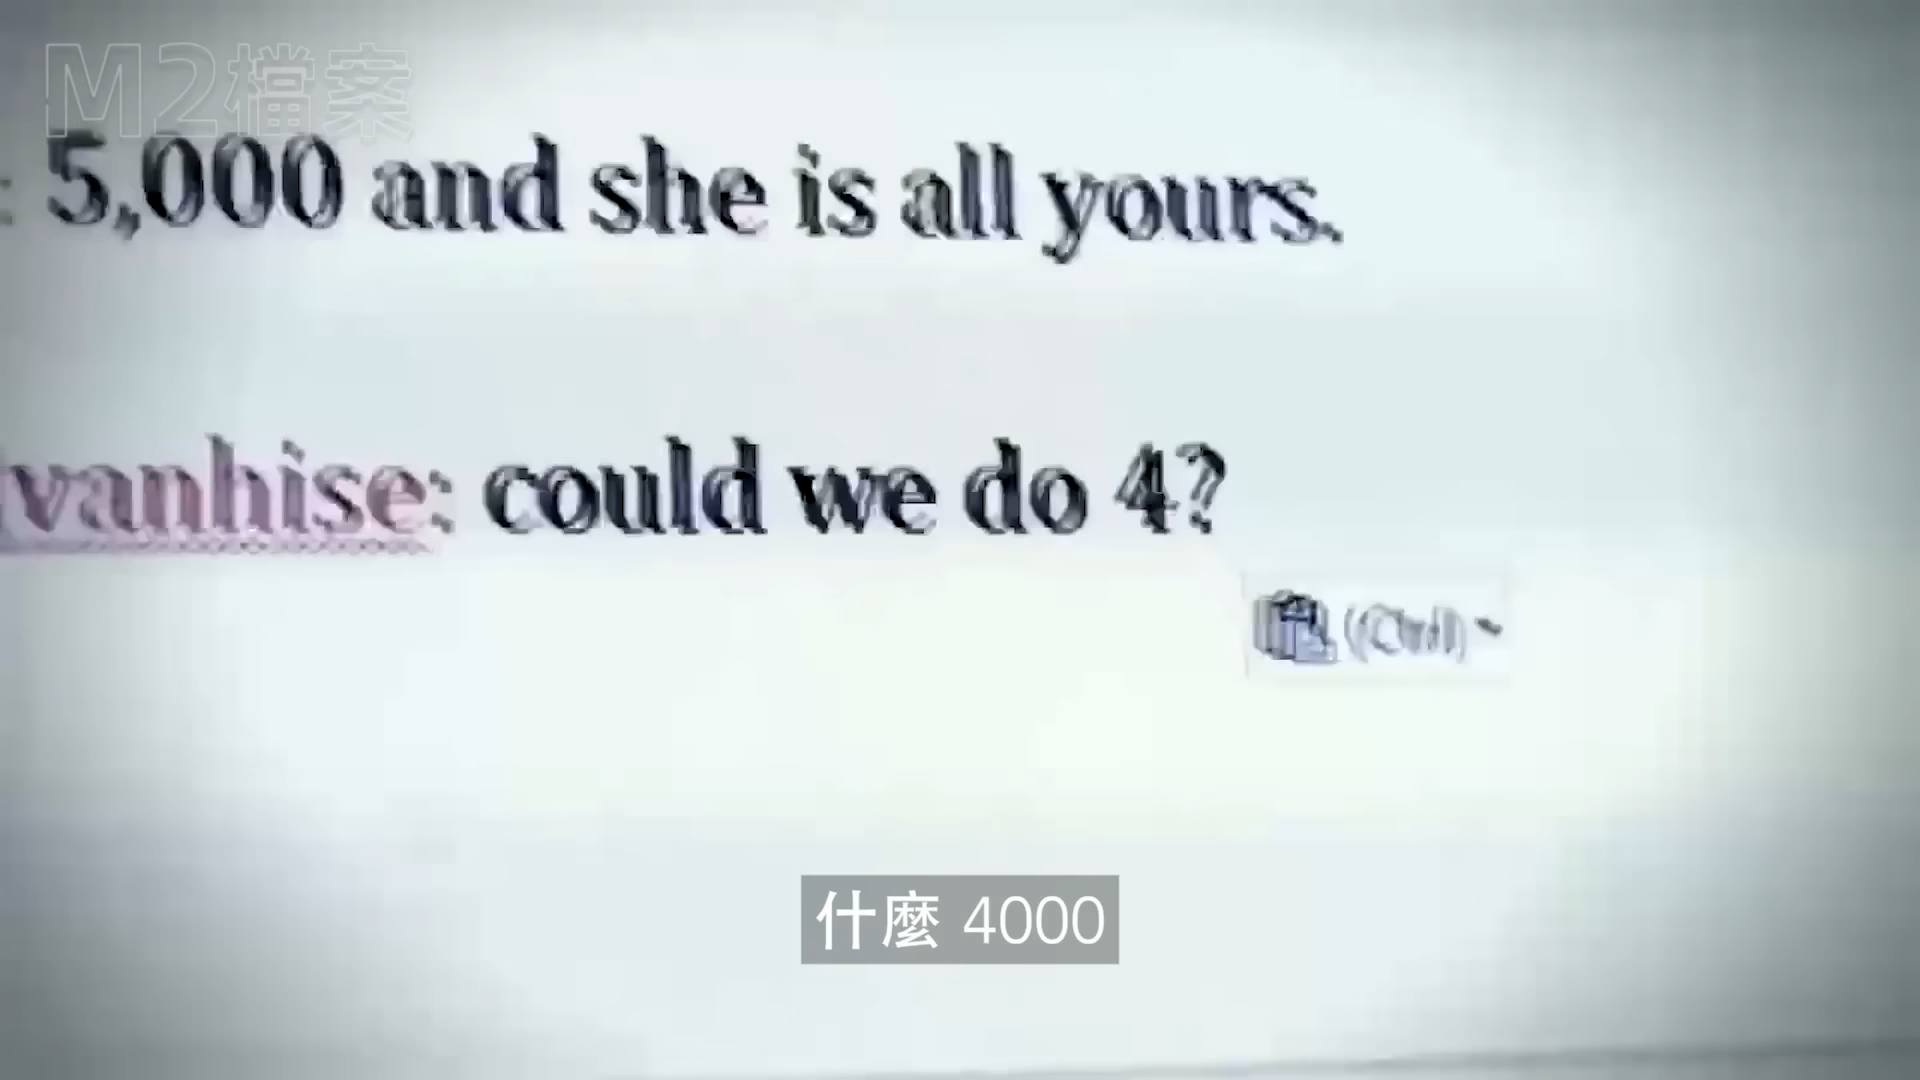 M2檔案
: 5,000 and she is all yours.
vanhise: could we do 4?
(Ctrl)
什麼 4000